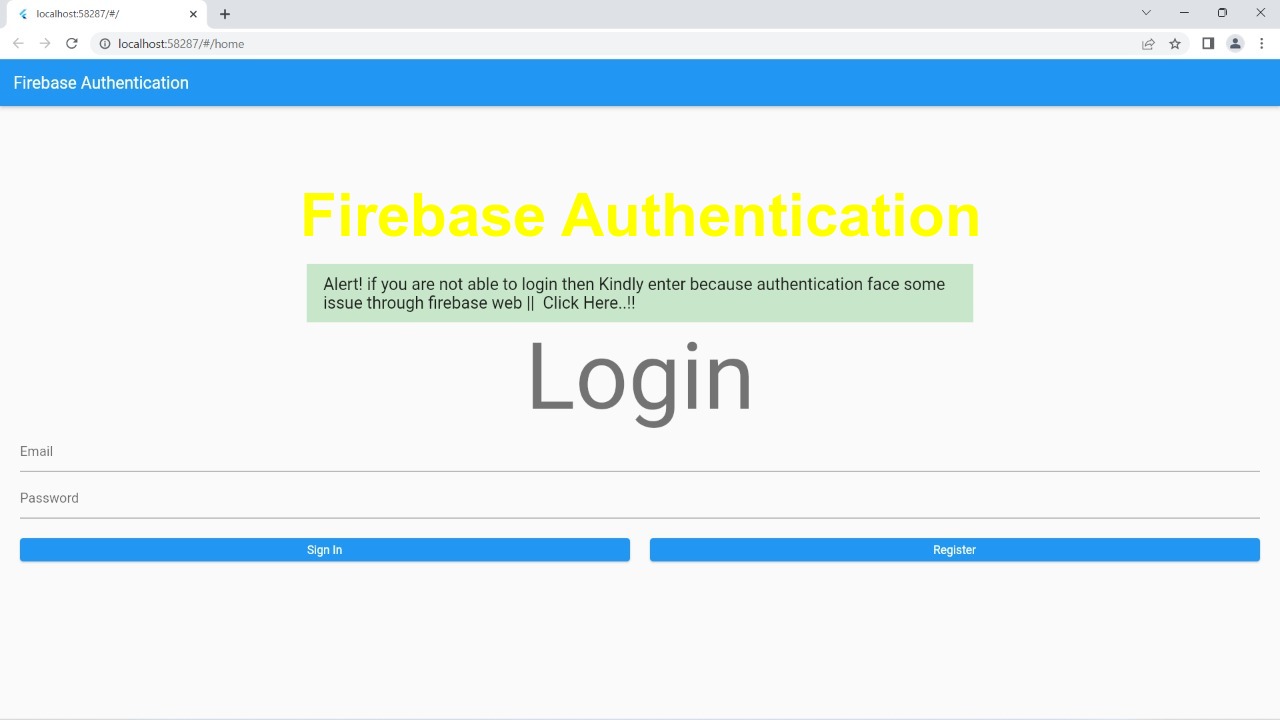 localhost:58287/#/
localhost:58287/#/home
Firebase Authentication
Firebase Authentication
Alert! if you are not able to login then Kindly enter because authentication face some
issue through firebase web ||  Click Here..!!
Login
Email
Password
Sign In
Register